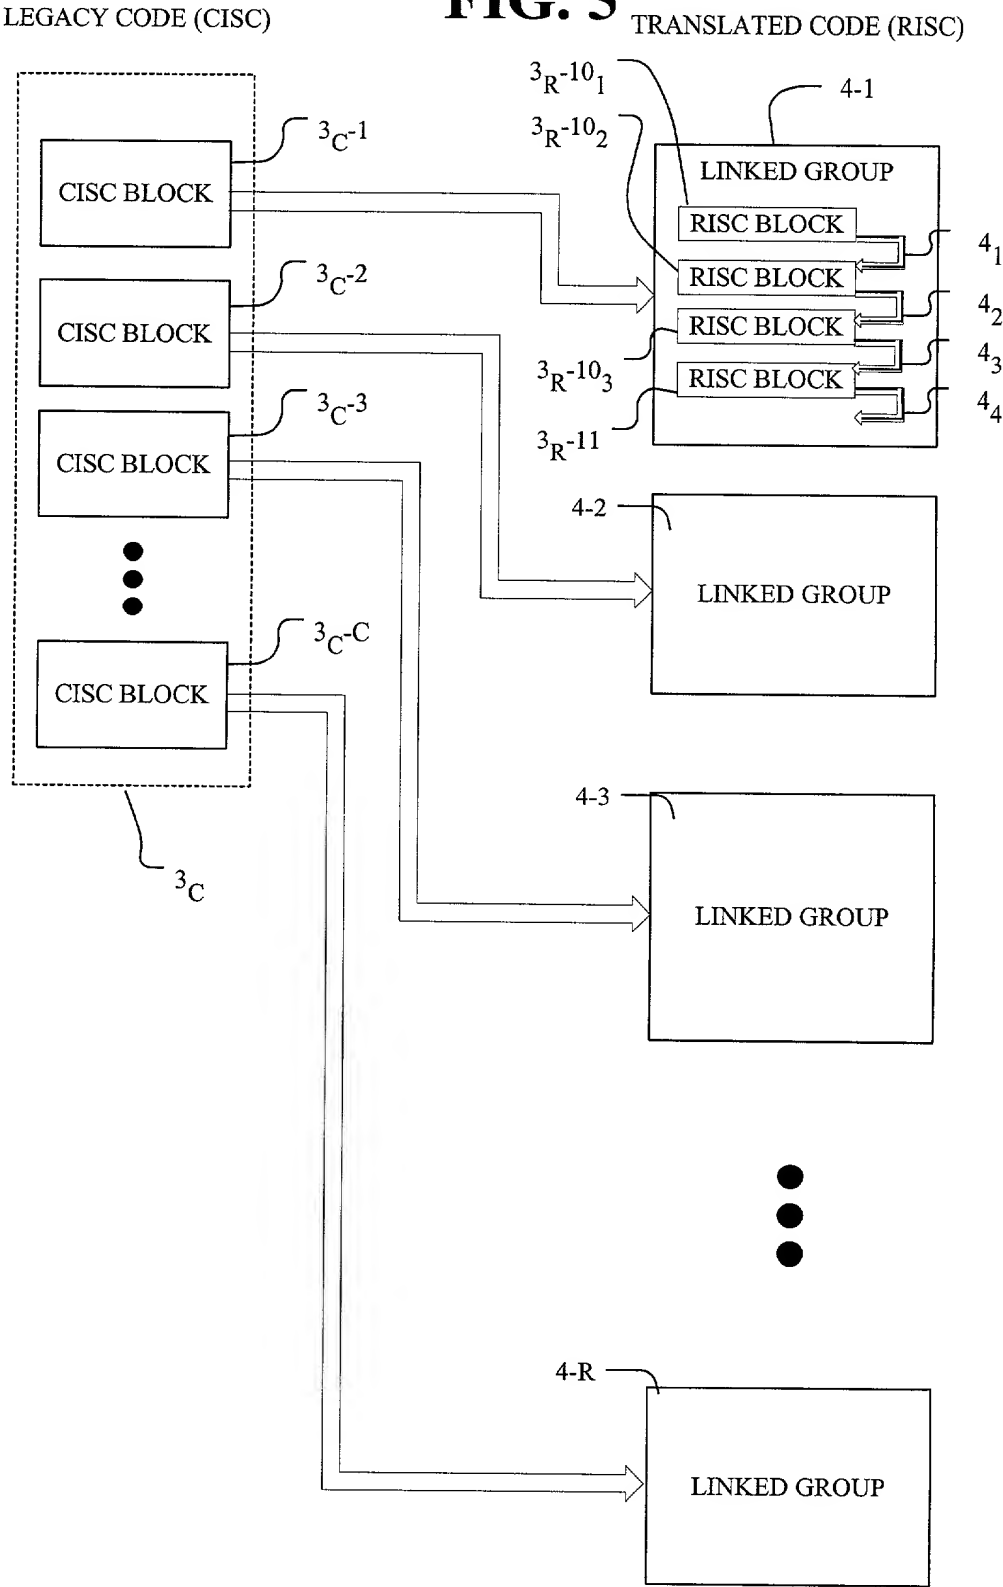 FIG. 5
LEGACY CODE (CISC)
TRANSLATED CODE (RISC)
3C-1
CISC BLOCK
3C-2
CISC BLOCK
3C-3
CISC BLOCK
3C-C
CISC BLOCK
3C
3R-101
3R-102
4-1
LINKED GROUP
RISC BLOCK
41
RISC BLOCK
42
RISC BLOCK
43
3R-103
RISC BLOCK
44
3R-11
4-2
LINKED GROUP
4-3
LINKED GROUP
4-R
LINKED GROUP